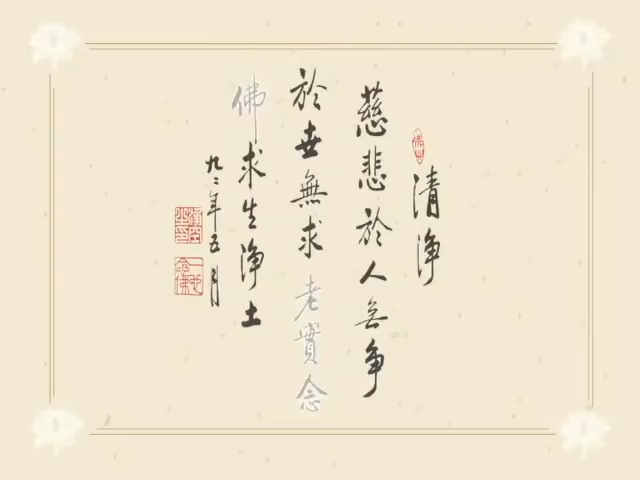 清淨
慈悲於人無爭
於世無求老實念
佛求生淨土
九二年五月